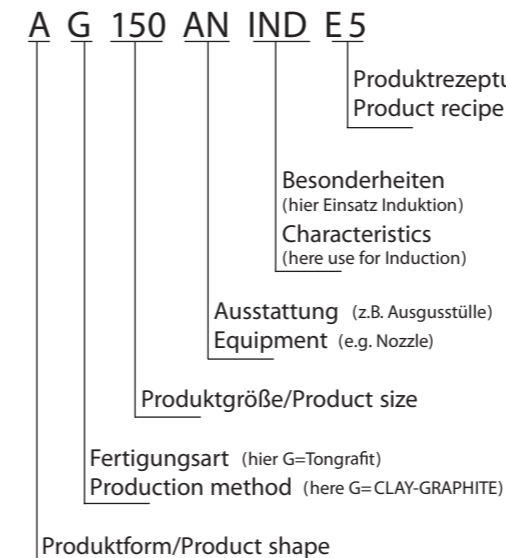 A G 150 AN IND E5
Product recipe
Besonderheiten
(hier Einsatz Induktion)
Characteristics
(here use for Induction)
Ausstattung (z.B. Ausgusstülle)
Equipment (e.g. Nozzle)
Produktgröße/Product size
Fertigungsart (hier G=Tongrafit)
Production method (here G=CLAY-GRAPHITE)
Produktform/Product shape